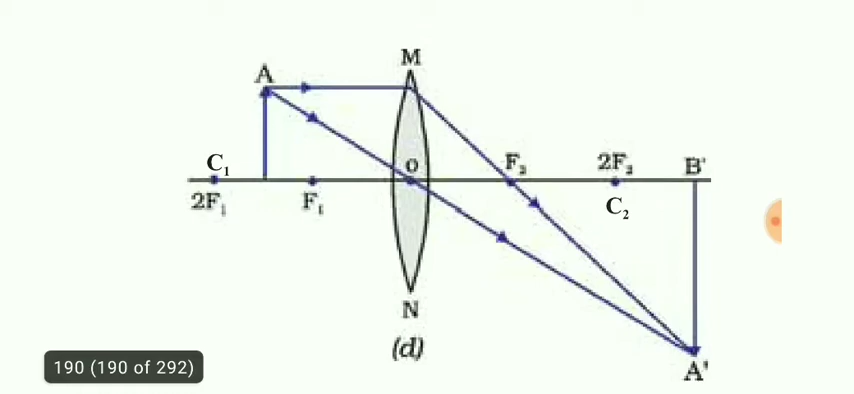 M
A
C₁ O F₂ 2F₂ B'
2F₁ F₁ C₂
N
(d)
A'
190 (190 of 292)